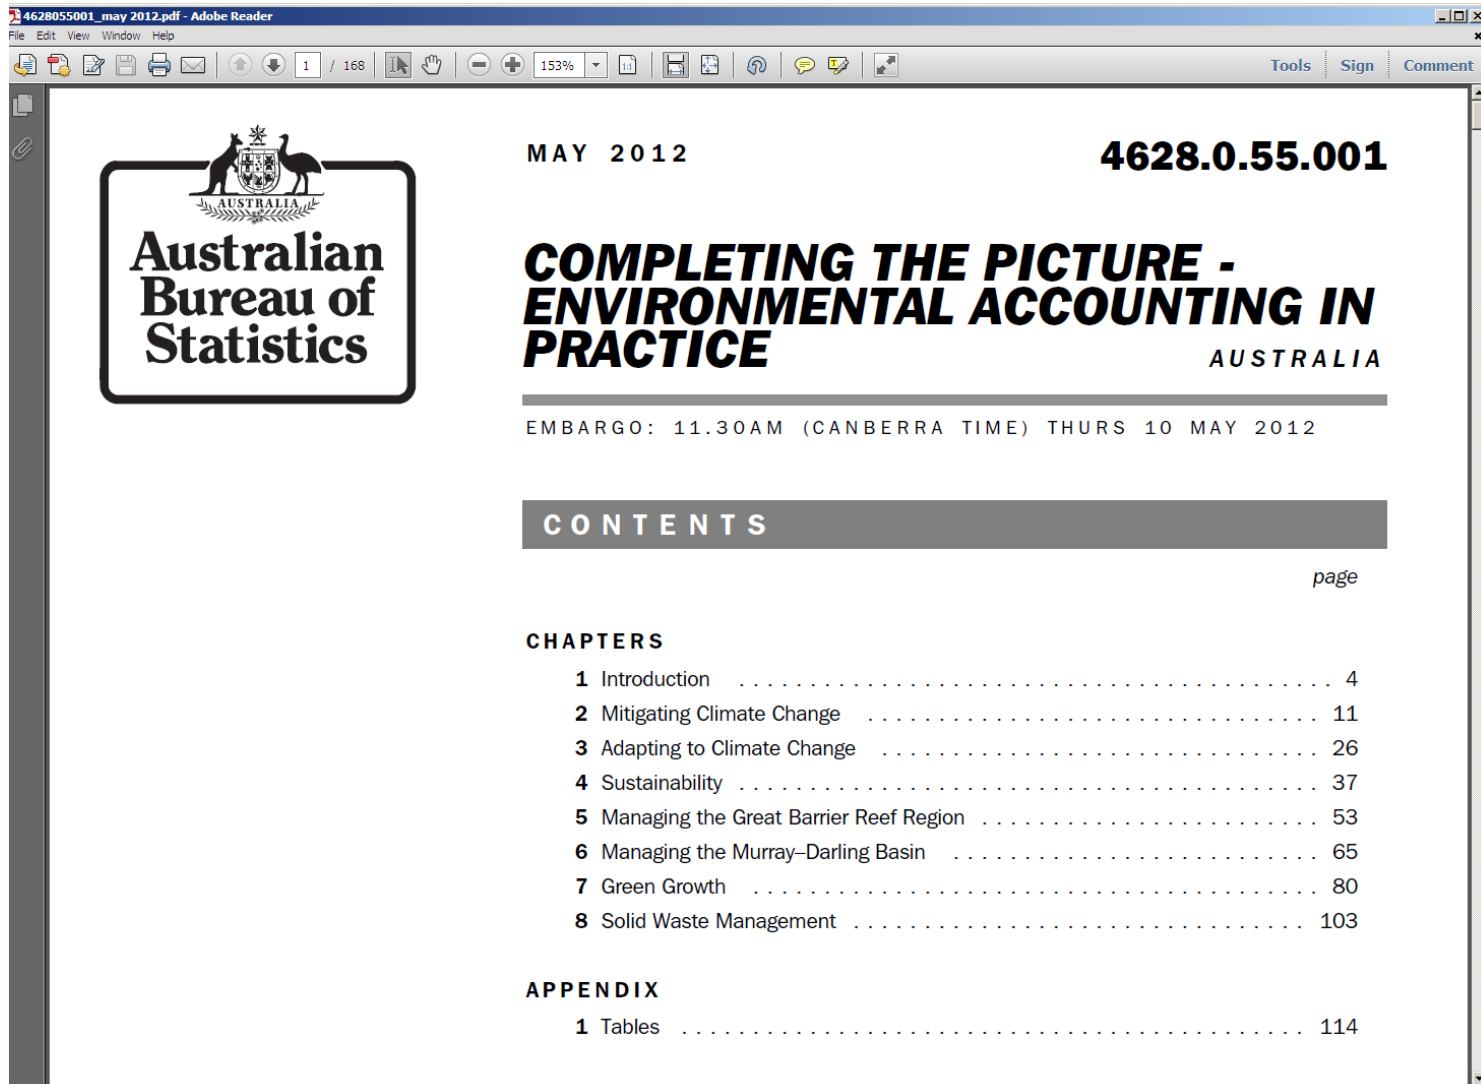 4628055001_may 2012.pdf - Adobe Reader
File Edit View Window Help
1 / 168 153% Tools Sign Comment
AUSTRALIA
Australian
Bureau of
Statistics
MAY 2012
4628.0.55.001
COMPLETING THE PICTURE -
ENVIRONMENTAL ACCOUNTING IN
PRACTICE
AUSTRALIA
EMBARGO: 11.30AM (CANBERRA TIME) THURS 10 MAY 2012
CONTENTS
page
CHAPTERS
1 Introduction . . . . . . . . . . . . . . . . . . . . . . . . . . . . . . . . . . . . . . . . . . 4
2 Mitigating Climate Change . . . . . . . . . . . . . . . . . . . . . . . . . . . . . . . . 11
3 Adapting to Climate Change . . . . . . . . . . . . . . . . . . . . . . . . . . . . . . . 26
4 Sustainability . . . . . . . . . . . . . . . . . . . . . . . . . . . . . . . . . . . . . . . . . 37
5 Managing the Great Barrier Reef Region . . . . . . . . . . . . . . . . . . . . . . . . 53
6 Managing the Murray–Darling Basin . . . . . . . . . . . . . . . . . . . . . . . . . . 65
7 Green Growth . . . . . . . . . . . . . . . . . . . . . . . . . . . . . . . . . . . . . . . . 80
8 Solid Waste Management . . . . . . . . . . . . . . . . . . . . . . . . . . . . . . . . 103
APPENDIX
1 Tables . . . . . . . . . . . . . . . . . . . . . . . . . . . . . . . . . . . . . . . . . . . . 114